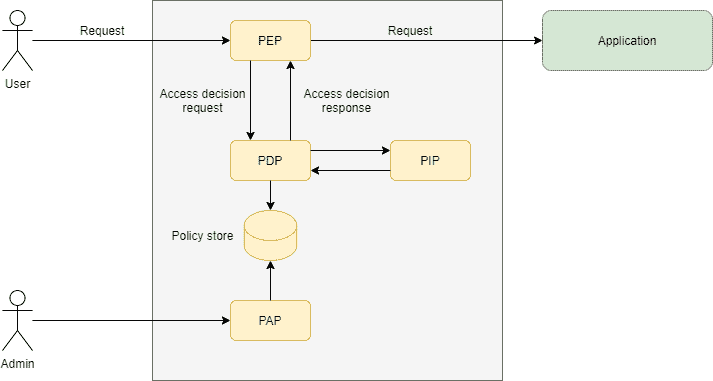 Request
Request
PEP
Application
User
Access decision
request
Access decision
response
PDP
PIP
Policy store
PAP
Admin